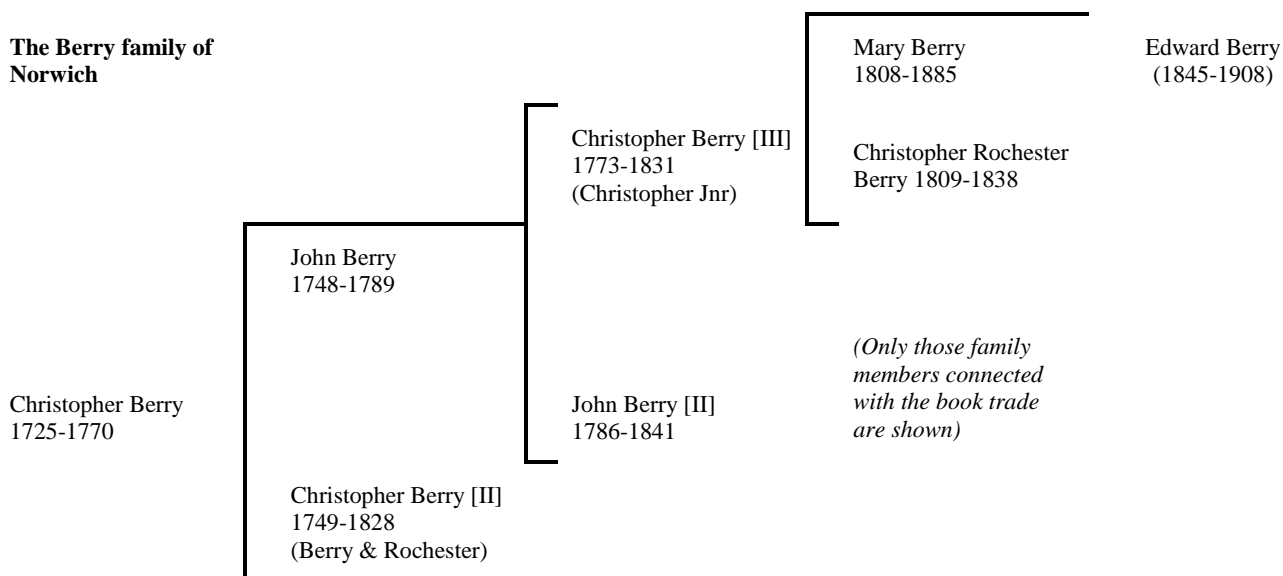 The Berry family of
Norwich
Mary Berry
1808-1885
Edward Berry
(1845-1908)
Christopher Berry [III]
1773-1831
(Christopher Jnr)
Christopher Rochester
Berry 1809-1838
John Berry
1748-1789
(Only those family
members connected
with the book trade
are shown)
Christopher Berry
1725-1770
John Berry [II]
1786-1841
Christopher Berry [II]
1749-1828
(Berry & Rochester)